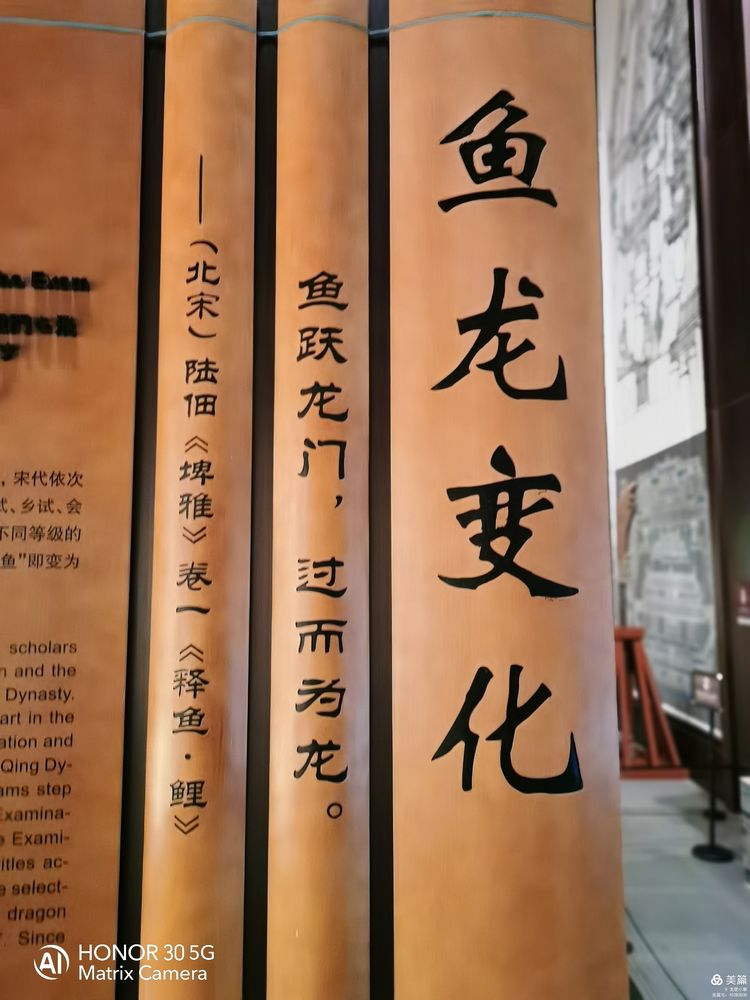 鱼龙变化
鱼跃龙门，过而为龙。
——（北宋）陆佃《埤雅》卷一《释鱼·鲤》
，宋代依次
式、乡试、会
不同等级的
鱼”即变为
scholars
n and the
Dynasty.
art in the
ation and
Qing Dy-
ams step
Examina-
e Exami-
itles ac-
e select-
dragon
Since
HONOR 30 5G
Matrix Camera
美篇